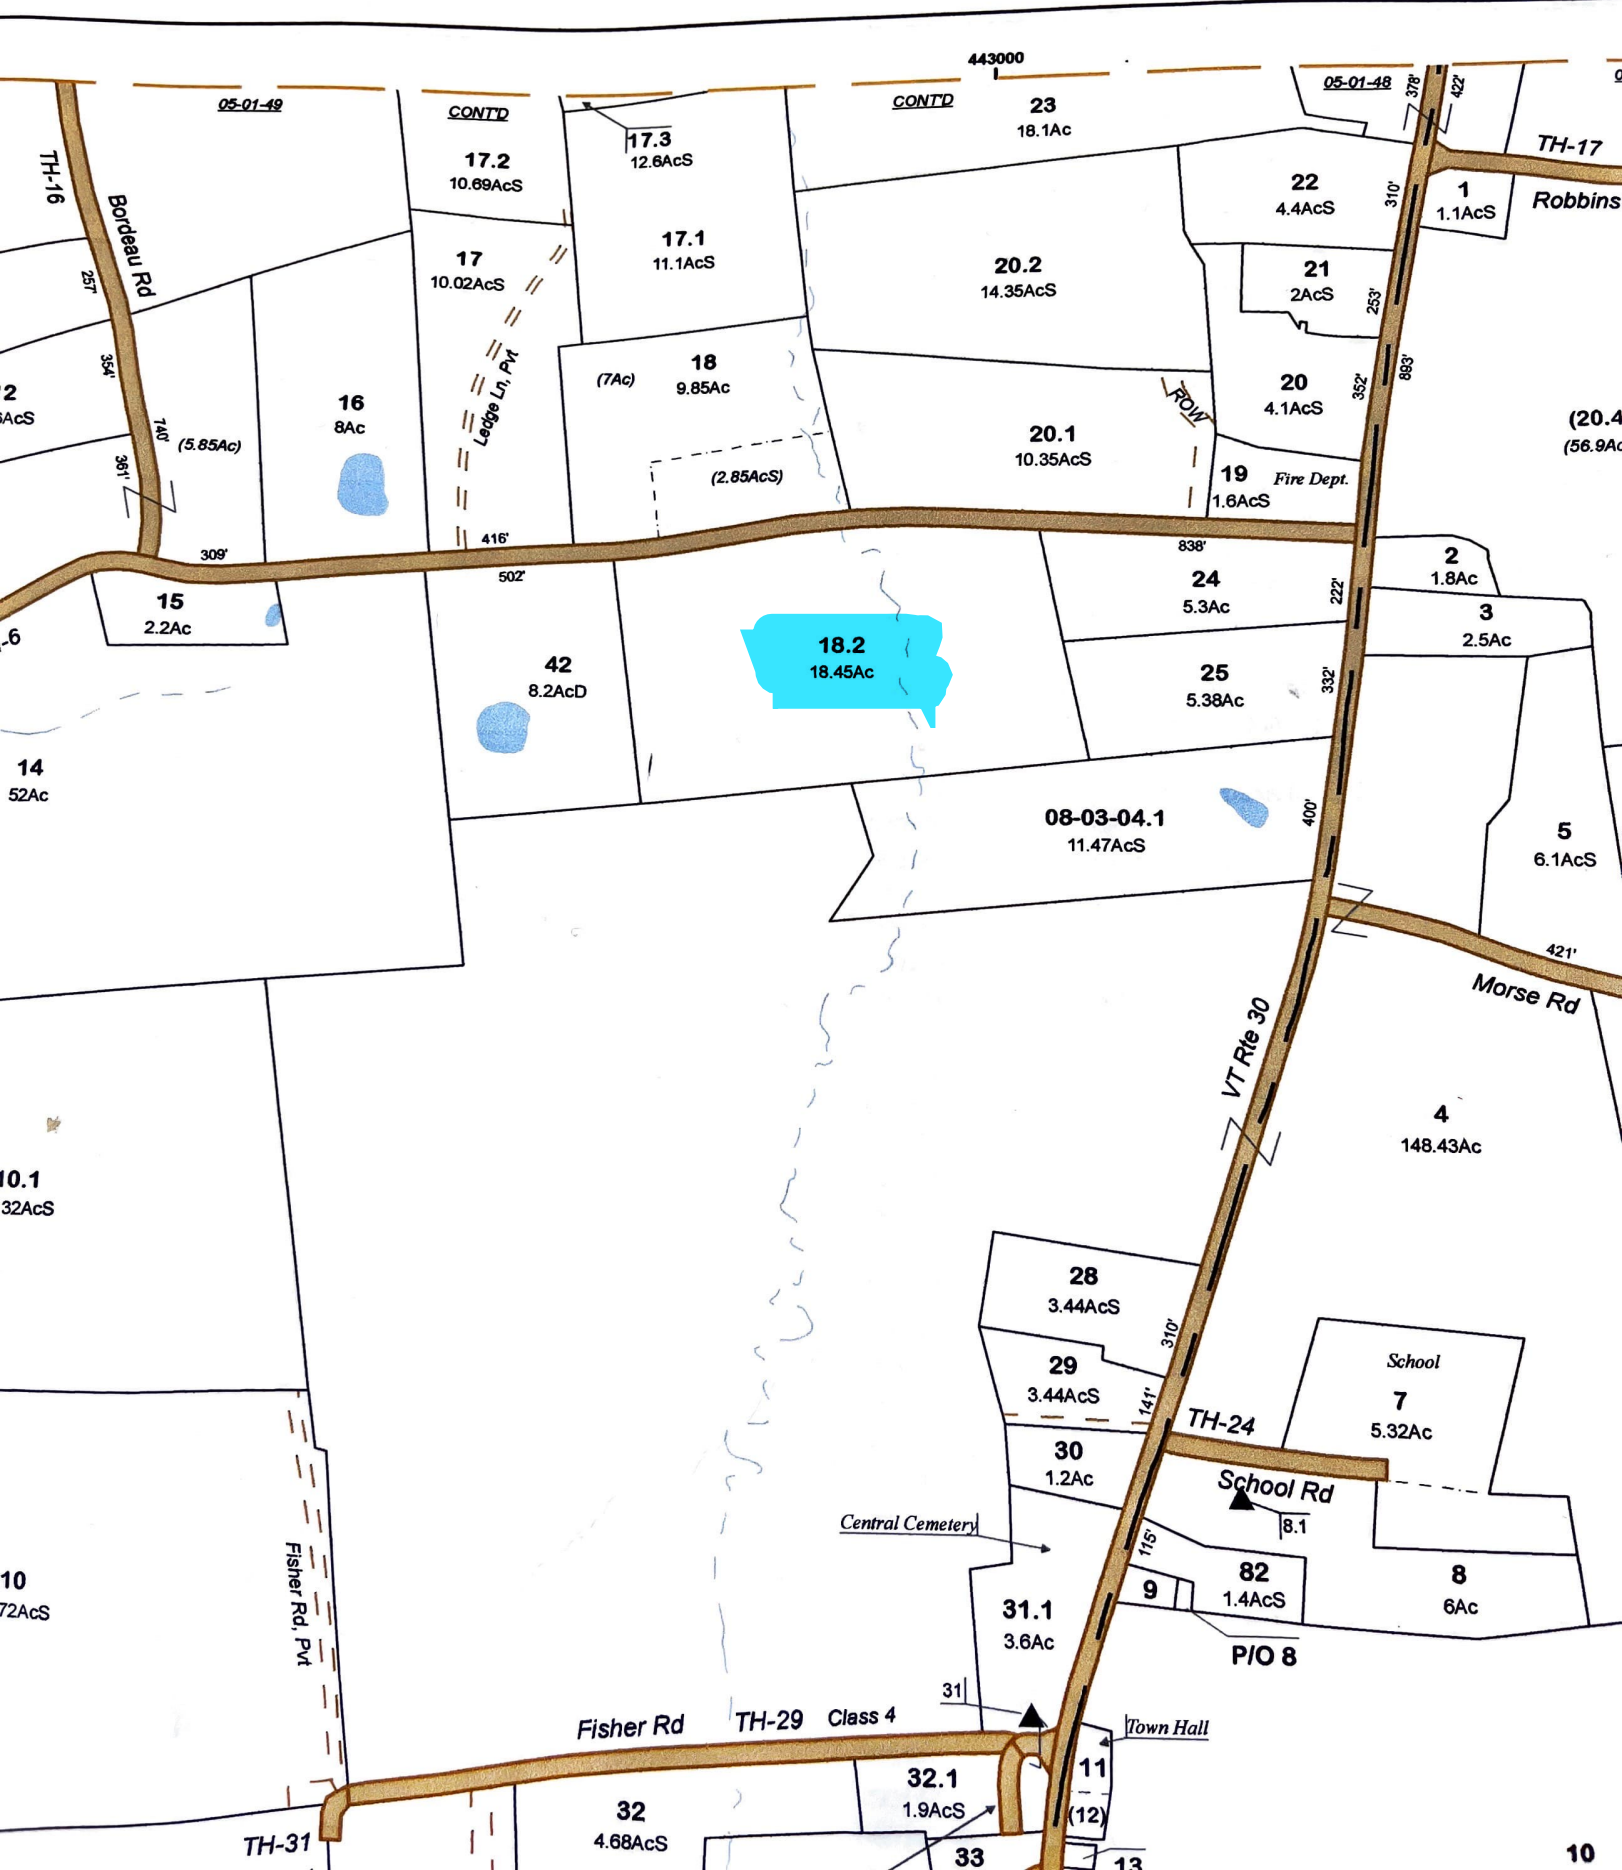 443000
05-01-49
CONT'D
CONT'D
05-01-48
378'
422'
23
18.1Ac
17.3
12.6AcS
17.2
10.69AcS
TH-17
Robbins
TH-16
Bordeau Rd
22
4.4AcS
310'
1
1.1AcS
17.1
11.1AcS
17
10.02AcS
20.2
14.35AcS
21
2AcS
253'
257'
354'
18
9.85Ac
(7Ac)
Ledge Ln, Pvt
20
4.1AcS
352'
893'
ROW
2
AcS
16
8Ac
740'
(5.85Ac)
361'
20.1
10.35AcS
(20.4
(56.9Ac
(2.85AcS)
19
1.6AcS
Fire Dept.
309'
416'
502'
838'
15
2.2Ac
-6
24
5.3Ac
222'
2
1.8Ac
3
2.5Ac
18.2
18.45Ac
42
8.2AcD
25
5.38Ac
332'
14
52Ac
08-03-04.1
11.47AcS
400'
5
6.1AcS
421'
Morse Rd
VT Rte 30
4
148.43Ac
10.1
32AcS
28
3.44AcS
310'
29
3.44AcS
141'
School
7
5.32Ac
TH-24
School Rd
30
1.2Ac
8.1
Central Cemetery
115'
Fisher Rd, Pvt
10
72AcS
9
82
1.4AcS
8
6Ac
31.1
3.6Ac
P/O 8
31
Fisher Rd
TH-29
Class 4
Town Hall
11
32.1
1.9AcS
(12)
32
4.68AcS
TH-31
33
13
10